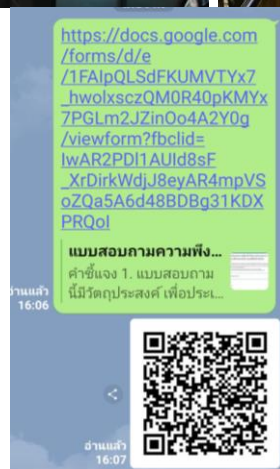 https://docs.google.com
/forms/d/e
/1FAIpQLSdFKUMVTYx7
_hwolxsczQM0R40pKMYx
7PGLm2JZinOo4A2Y0g
/viewform?fbclid=
IwAR2PDl1AUId8sF
_XrDirkWdjJ8eyAR4mpVS
oZQa5A6d48BDBg31KDX
PRQoI
แบบสอบถามความพึง...
คำชี้แจง 1. แบบสอบถาม
นี้มีวัตถุประสงค์ เพื่อประเ...
อ่านแล้ว
16:06
อ่านแล้ว
16:07